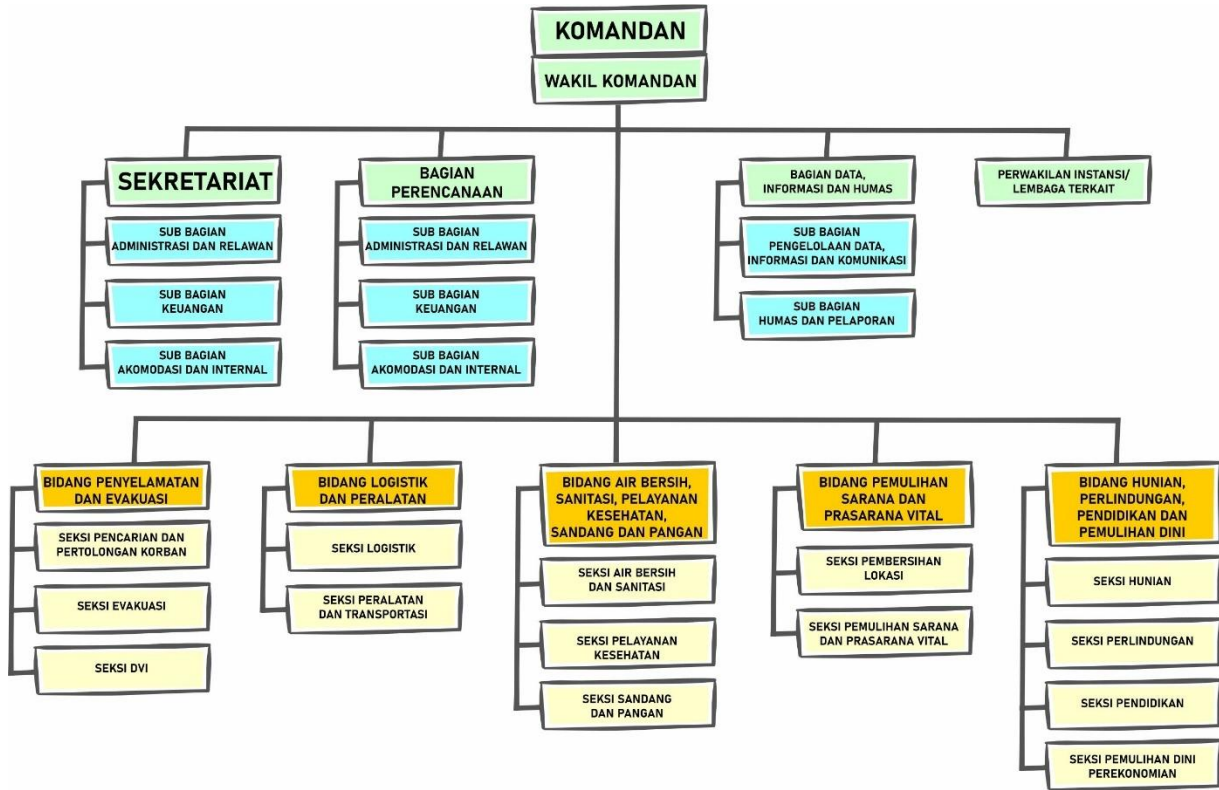 KOMANDAN
WAKIL KOMANDAN
SEKRETARIAT
SUB BAGIAN
ADMINISTRASI DAN RELAWAN
SUB BAGIAN
KEUANGAN
SUB BAGIAN
AKOMODASI DAN INTERNAL
BAGIAN
PERENCANAAN
SUB BAGIAN
ADMINISTRASI DAN RELAWAN
SUB BAGIAN
KEUANGAN
SUB BAGIAN
AKOMODASI DAN INTERNAL
BAGIAN DATA,
INFORMASI DAN HUMAS
SUB BAGIAN
PENGELOLAAN DATA,
INFORMASI DAN KOMUNIKASI
SUB BAGIAN
HUMAS DAN PELAPORAN
PERWAKILAN INSTANSI/
LEMBAGA TERKAIT
BIDANG PENYELAMATAN
DAN EVAKUASI
SEKSI PENCARIAN DAN
PERTOLONGAN KORBAN
SEKSI EVAKUASI
SEKSI DVI
BIDANG LOGISTIK
DAN PERALATAN
SEKSI LOGISTIK
SEKSI PERALATAN
DAN TRANSPORTASI
BIDANG AIR BERSIH,
SANITASI, PELAYANAN
KESEHATAN,
SANDANG DAN PANGAN
SEKSI AIR BERSIH
DAN SANITASI
SEKSI PELAYANAN
KESEHATAN
SEKSI SANDANG
DAN PANGAN
BIDANG PEMULIHAN
SARANA DAN
PRASARANA VITAL
SEKSI PEMBERSIHAN
LOKASI
SEKSI PEMULIHAN SARANA
DAN PRASARANA VITAL
BIDANG HUNIAN,
PERLINDUNGAN,
PENDIDIKAN DAN
PEMULIHAN DINI
SEKSI HUNIAN
SEKSI PERLINDUNGAN
SEKSI PENDIDIKAN
SEKSI PEMULIHAN DINI
PEREKONOMIAN